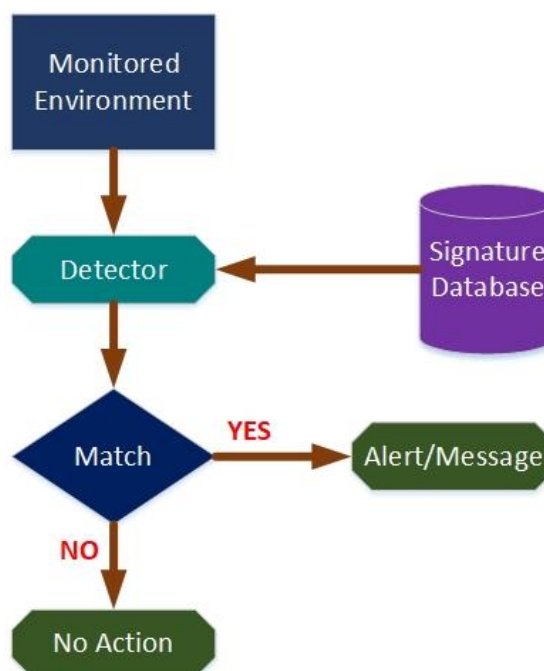 Monitored
Environment
Detector
Signature
Database
Match
YES
Alert/Message
NO
No Action